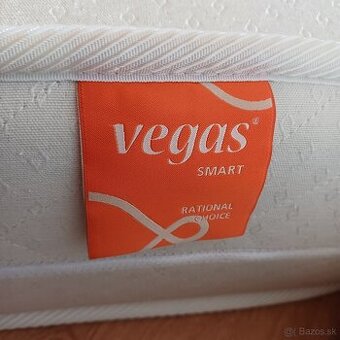 vegas®
SMART
RATIONAL
CHOICE
© Bazos.sk